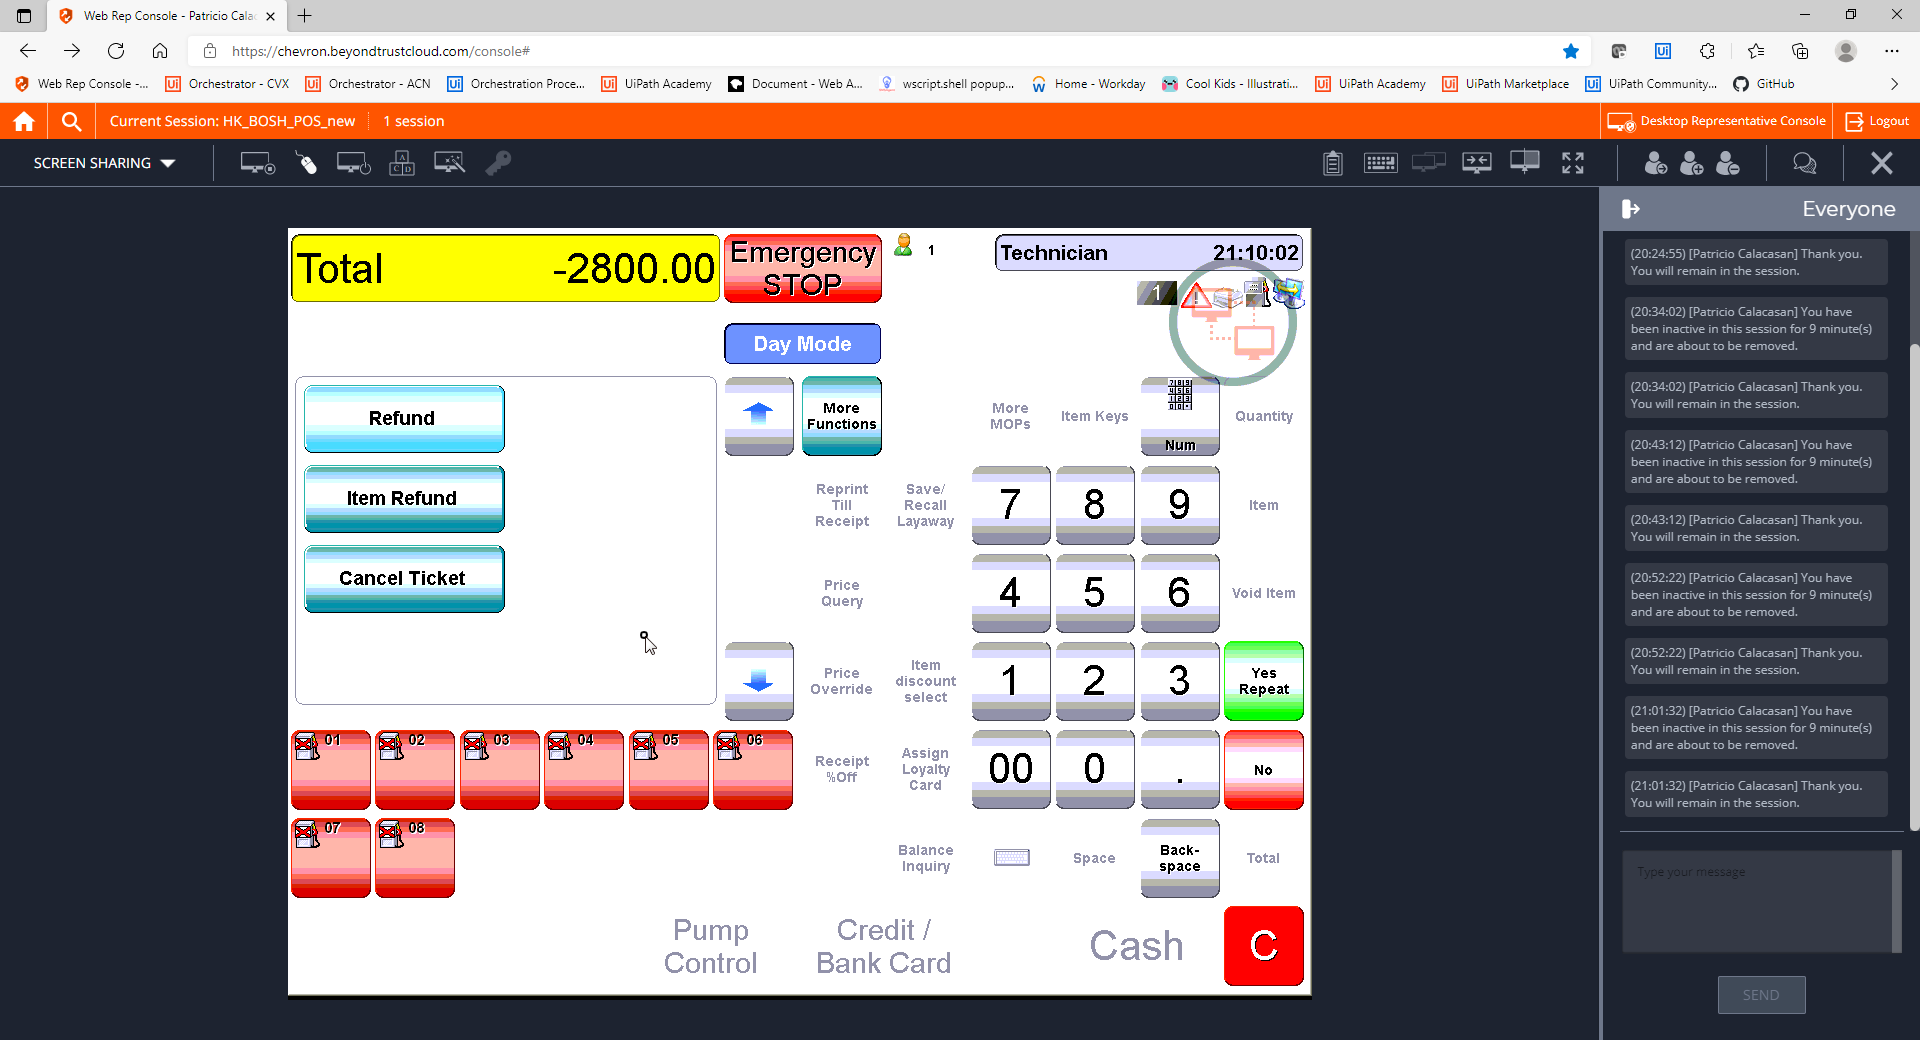 Web Rep Console - Patricio Cala
https://chevron.beyondtrustcloud.com/console#
Web Rep Console -...
Orchestrator - CVX
Orchestrator - ACN
Orchestration Proce...
UiPath Academy
Document - Web A...
wscript.shell popup...
Home - Workday
Cool Kids - Illustrati...
UiPath Academy
UiPath Marketplace
UiPath Community...
GitHub
Current Session: HK_BOSH_POS_new
1 session
Desktop Representative Console
Logout
SCREEN SHARING
Everyone
Total -2800.00
Emergency
STOP
1
Technician 21:10:02
1
Day Mode
Refund
Item Refund
Cancel Ticket
More
Functions
More
MOPs
Item Keys
Num
Quantity
Reprint
Till
Receipt
Save/
Recall
Layaway
7
8
9
Item
Price
Query
4
5
6
Void Item
Price
Override
Item
discount
select
1
2
3
Yes
Repeat
01
02
03
04
05
06
Receipt
%Off
Assign
Loyalty
Card
00
0
.
No
07
08
Balance
Inquiry
Space
Back-
space
Total
Pump
Control
Credit /
Bank Card
Cash
C
(20:24:55) [Patricio Calacasan] Thank you.
You will remain in the session.
(20:34:02) [Patricio Calacasan] You have
been inactive in this session for 9 minute(s)
and are about to be removed.
(20:34:02) [Patricio Calacasan] Thank you.
You will remain in the session.
(20:43:12) [Patricio Calacasan] You have
been inactive in this session for 9 minute(s)
and are about to be removed.
(20:43:12) [Patricio Calacasan] Thank you.
You will remain in the session.
(20:52:22) [Patricio Calacasan] You have
been inactive in this session for 9 minute(s)
and are about to be removed.
(20:52:22) [Patricio Calacasan] Thank you.
You will remain in the session.
(21:01:32) [Patricio Calacasan] You have
been inactive in this session for 9 minute(s)
and are about to be removed.
(21:01:32) [Patricio Calacasan] Thank you.
You will remain in the session.
Type your message
SEND